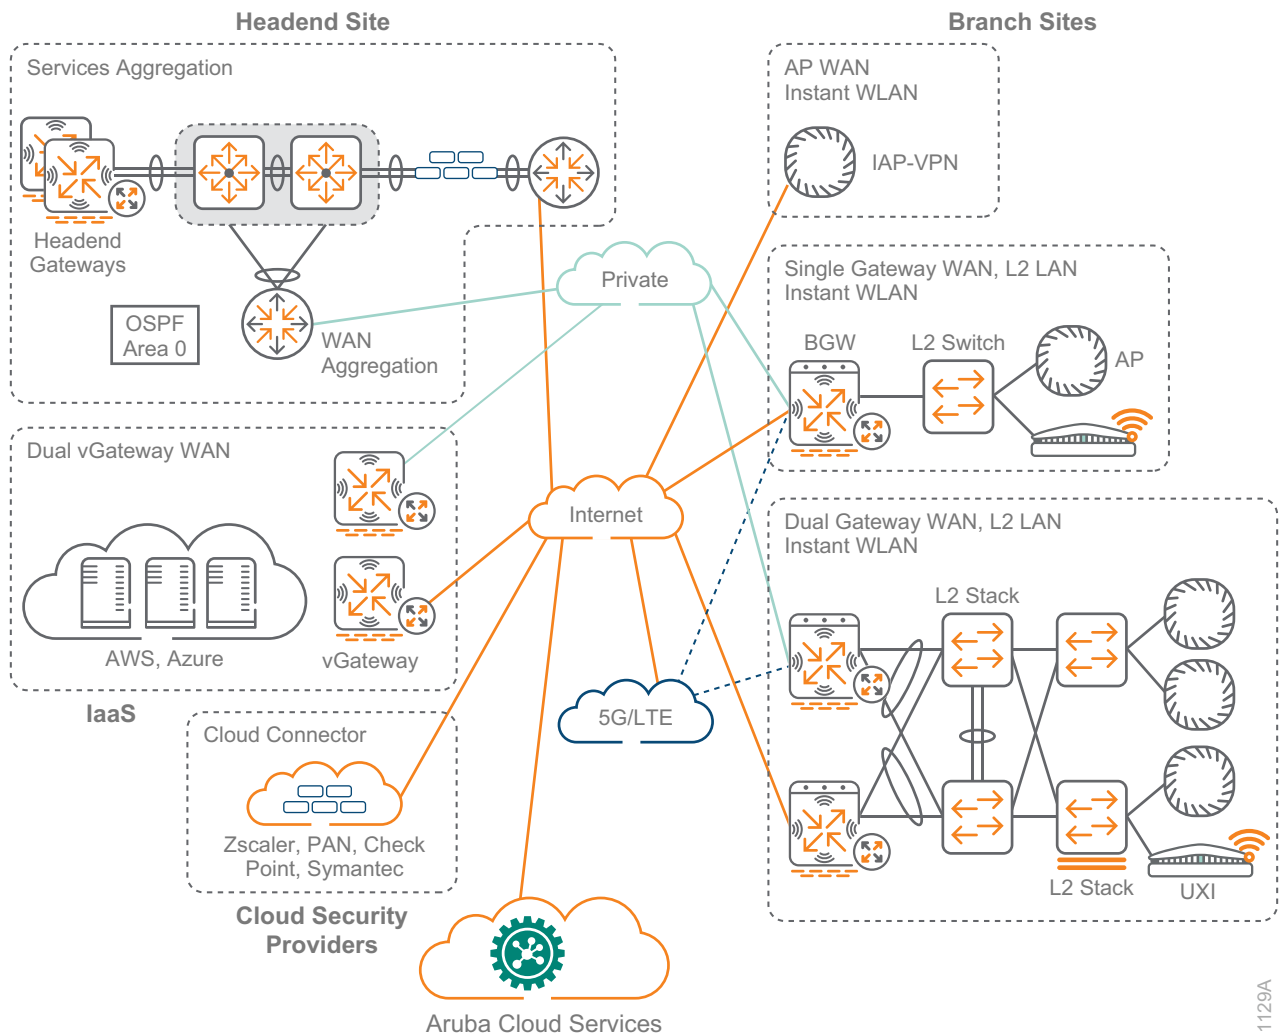 Headend Site
Services Aggregation
Headend
Gateways
OSPF
Area 0
WAN
Aggregation
Dual vGateway WAN
AWS, Azure
vGateway
IaaS
Cloud Connector
Zscaler, PAN, Check
Point, Symantec
Cloud Security
Providers
Private
Internet
5G/LTE
Aruba Cloud Services
Branch Sites
AP WAN
Instant WLAN
IAP-VPN
Single Gateway WAN, L2 LAN
Instant WLAN
BGW
L2 Switch
AP
Dual Gateway WAN, L2 LAN
Instant WLAN
L2 Stack
L2 Stack
UXI
1129A